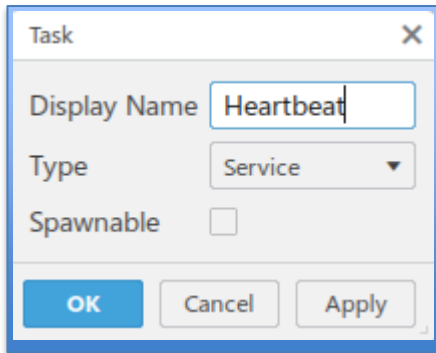 Task
Display Name Heartbeat
Type Service
Spawnable
OK Cancel Apply